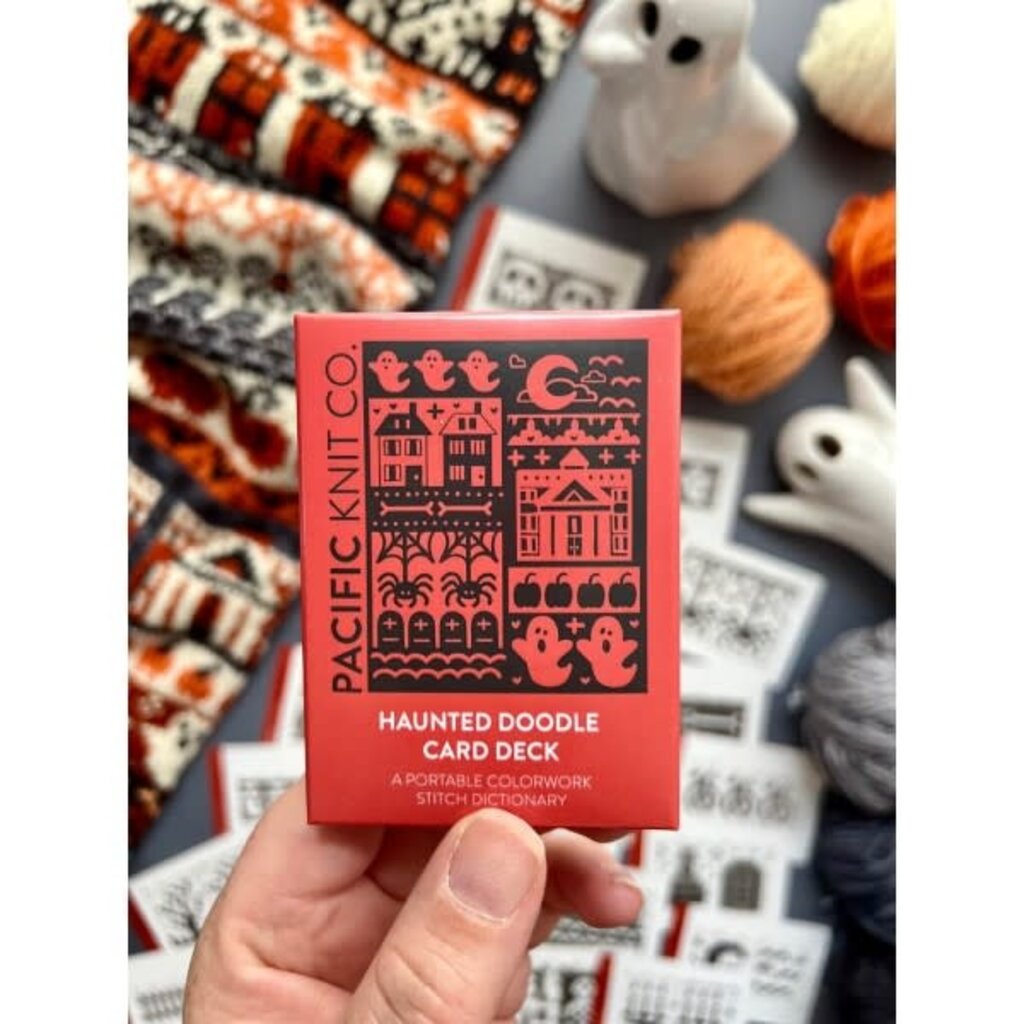 PACIFIC KNIT CO.
HAUNTED DOODLE
CARD DECK
A PORTABLE COLORWORK
STITCH DICTIONARY